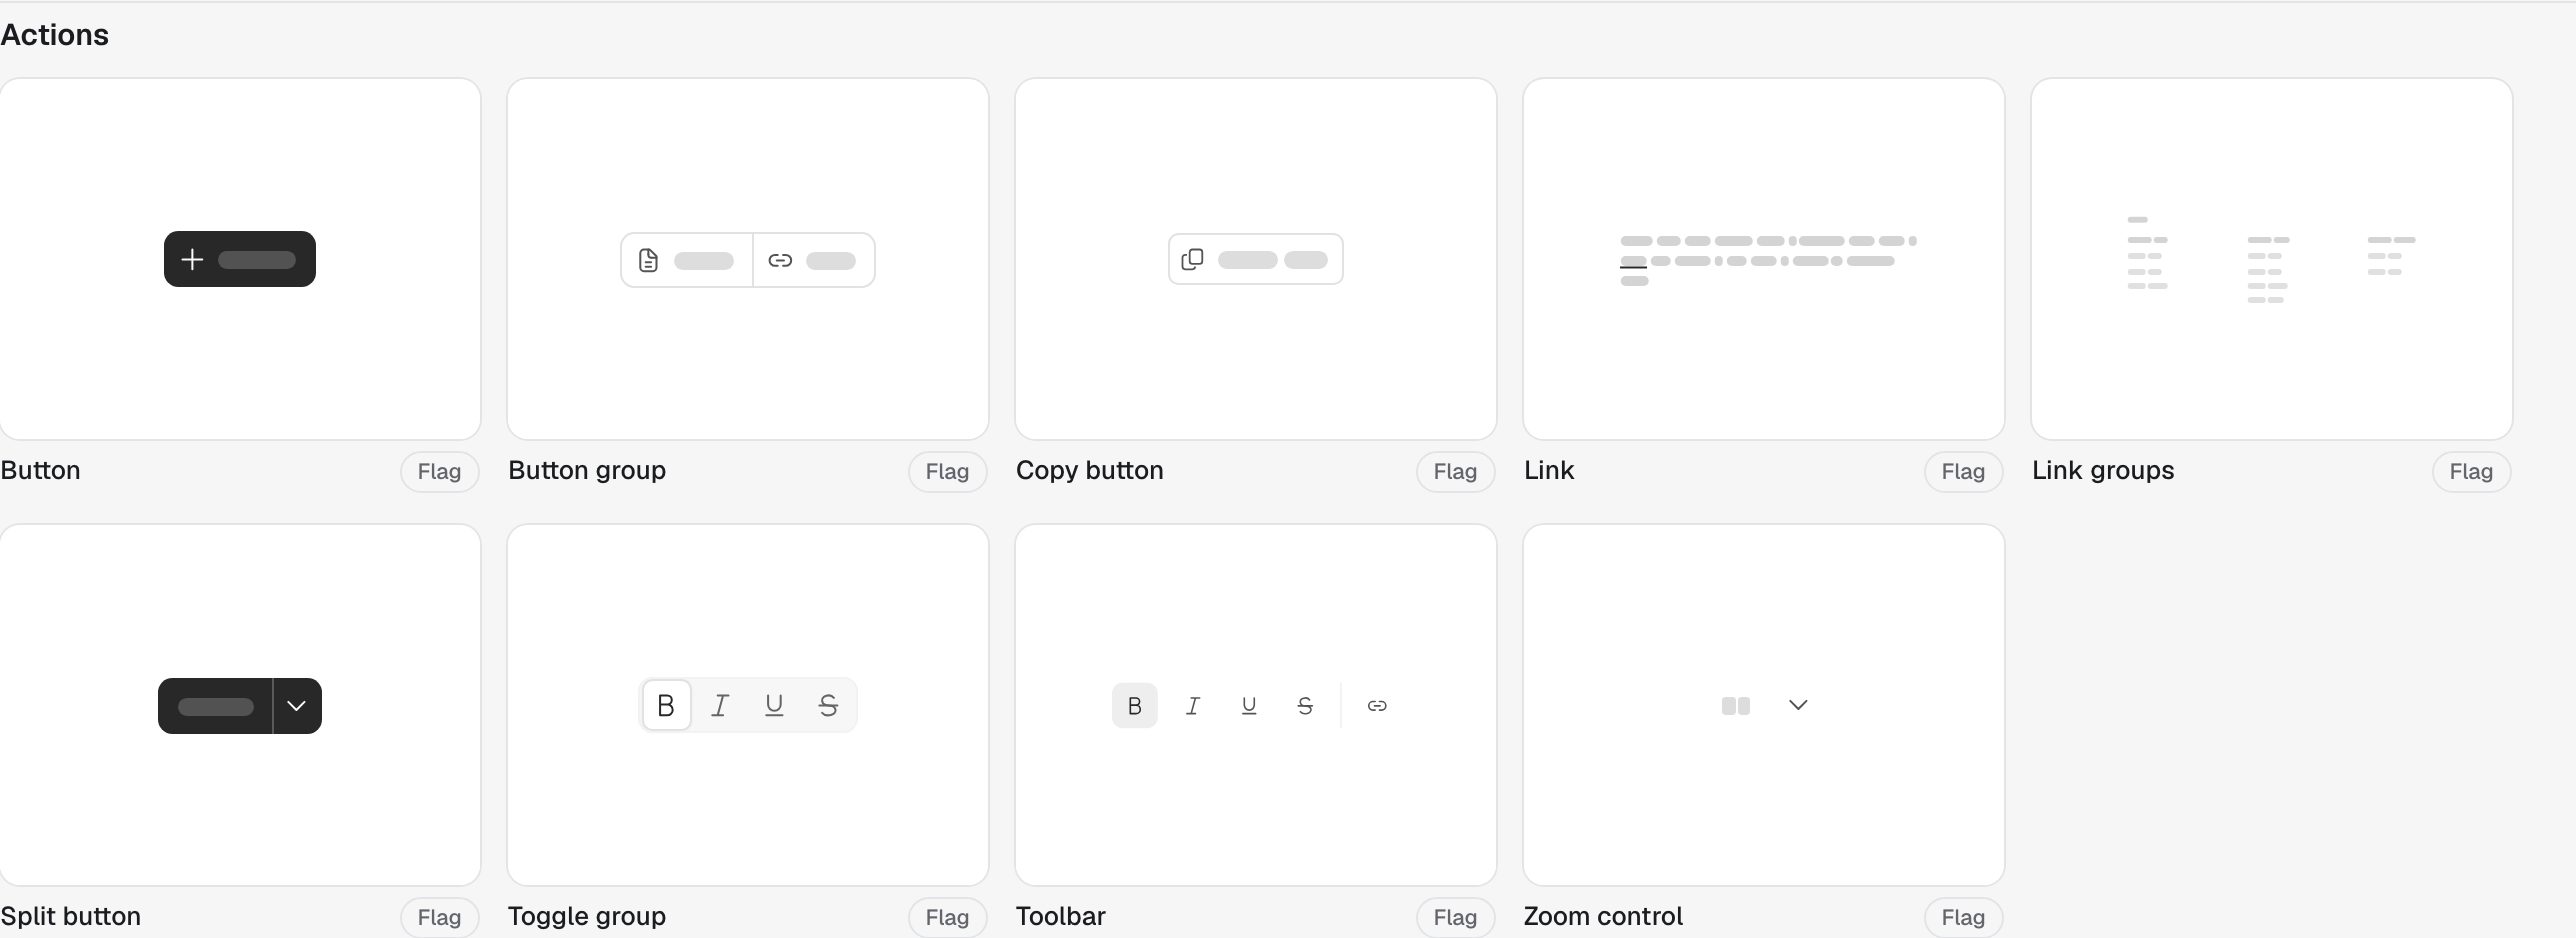 Actions
Button Flag
Button group Flag
Copy button Flag
Link Flag
Link groups Flag
B I U S
B I U S
Split button Flag
Toggle group Flag
Toolbar Flag
Zoom control Flag